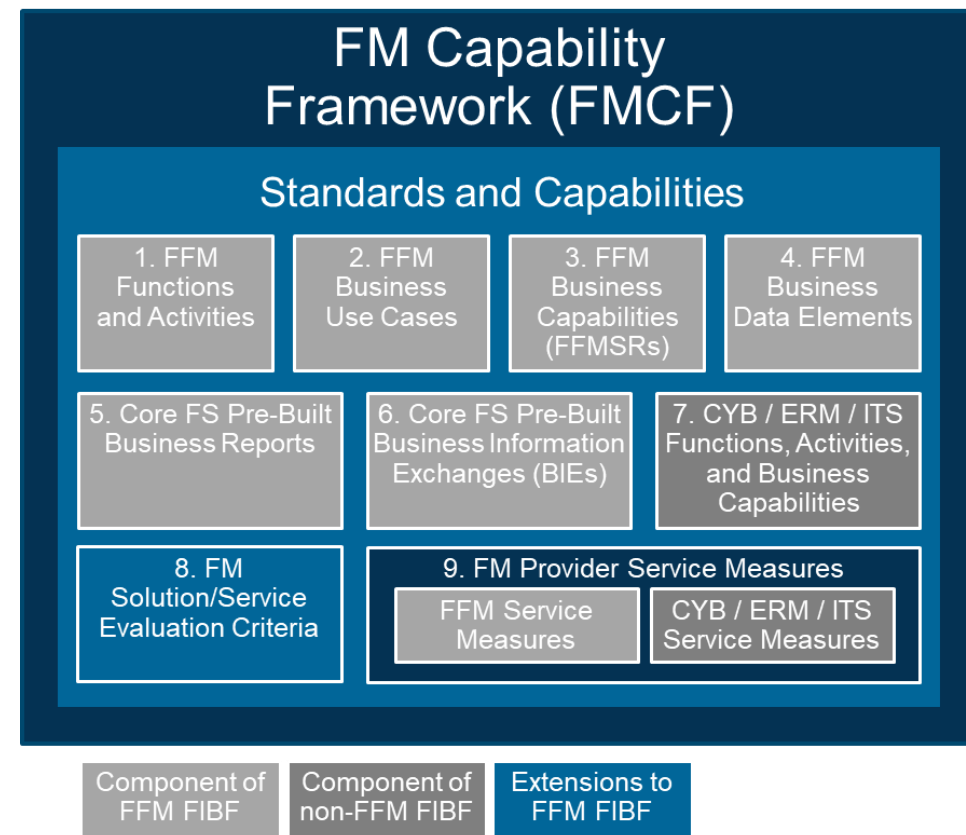 FM Capability
Framework (FMCF)
Standards and Capabilities
1. FFM
Functions
and Activities
2. FFM
Business
Use Cases
3. FFM
Business
Capabilities
(FFMSRs)
4. FFM
Business
Data Elements
5. Core FS Pre-Built
Business Reports
6. Core FS Pre-Built
Business Information
Exchanges (BIEs)
7. CYB / ERM / ITS
Functions, Activities,
and Business
Capabilities
8. FM
Solution/Service
Evaluation Criteria
9. FM Provider Service Measures
FFM Service
Measures
CYB / ERM / ITS
Service Measures
Component of
FFM FIBF
Component of
non-FFM FIBF
Extensions to
FFM FIBF